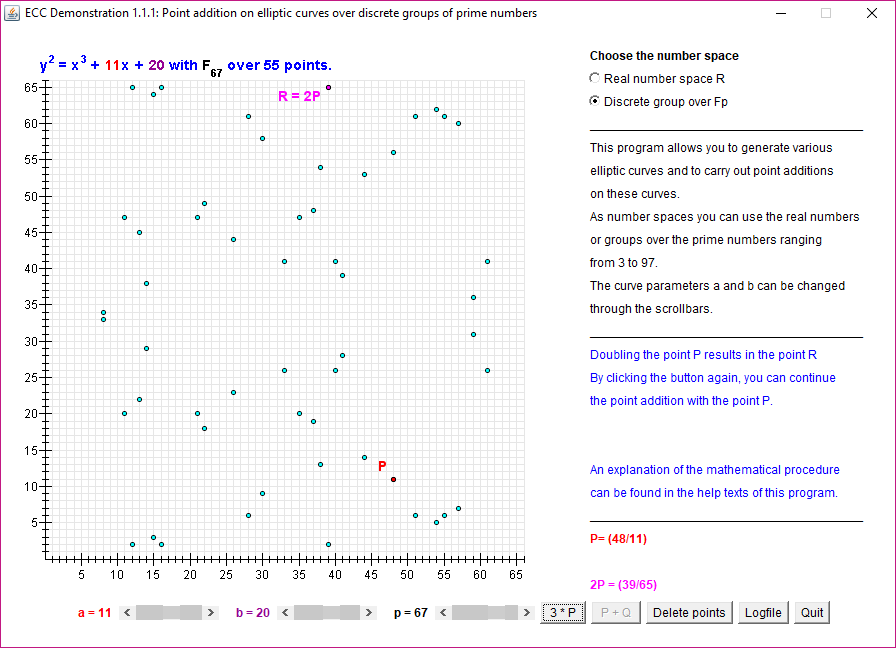 ECC Demonstration 1.1.1: Point addition on elliptic curves over discrete groups of prime numbers
y² = x³ + 11x + 20 with F₆₇ over 55 points.
65
60
55
50
45
40
35
30
25
20
15
10
5
R = 2P
P
5 10 15 20 25 30 35 40 45 50 55 60 65
Choose the number space
Real number space R
Discrete group over Fp
This program allows you to generate various
elliptic curves and to carry out point additions
on these curves.
As number spaces you can use the real numbers
or groups over the prime numbers ranging
from 3 to 97.
The curve parameters a and b can be changed
through the scrollbars.
Doubling the point P results in the point R
By clicking the button again, you can continue
the point addition with the point P.
An explanation of the mathematical procedure
can be found in the help texts of this program.
P= (48/11)
2P = (39/65)
a = 11 b = 20 p = 67 3 * P P + Q Delete points Logfile Quit